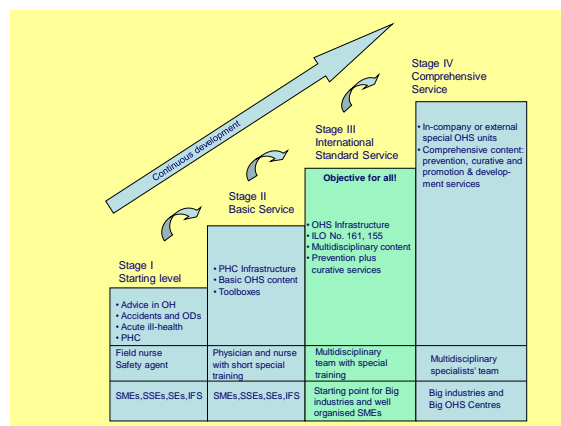 Continuous development
Stage I
Starting level
• Advice in OH
• Accidents and ODs
• Acute ill-health
• PHC
Field nurse
Safety agent
SMEs,SSEs,SEs,IFS
Stage II
Basic Service
• PHC Infrastructure
• Basic OHS content
• Toolboxes
Physician and nurse
with short special
training
SMEs,SSEs,SEs,IFS
Stage III
International
Standard Service
Objective for all!
• OHS Infrastructure
• ILO No. 161, 155
• Multidisciplinary content
• Prevention plus
curative services
Multidisciplinary
team with special
training
Starting point for Big
industries and well
organised SMEs
Stage IV
Comprehensive
Service
• In-company or external
special OHS units
• Comprehensive content:
prevention, curative and
promotion & develop-
ment services
Multidisciplinary
specialists' team
Big industries and
Big OHS Centres